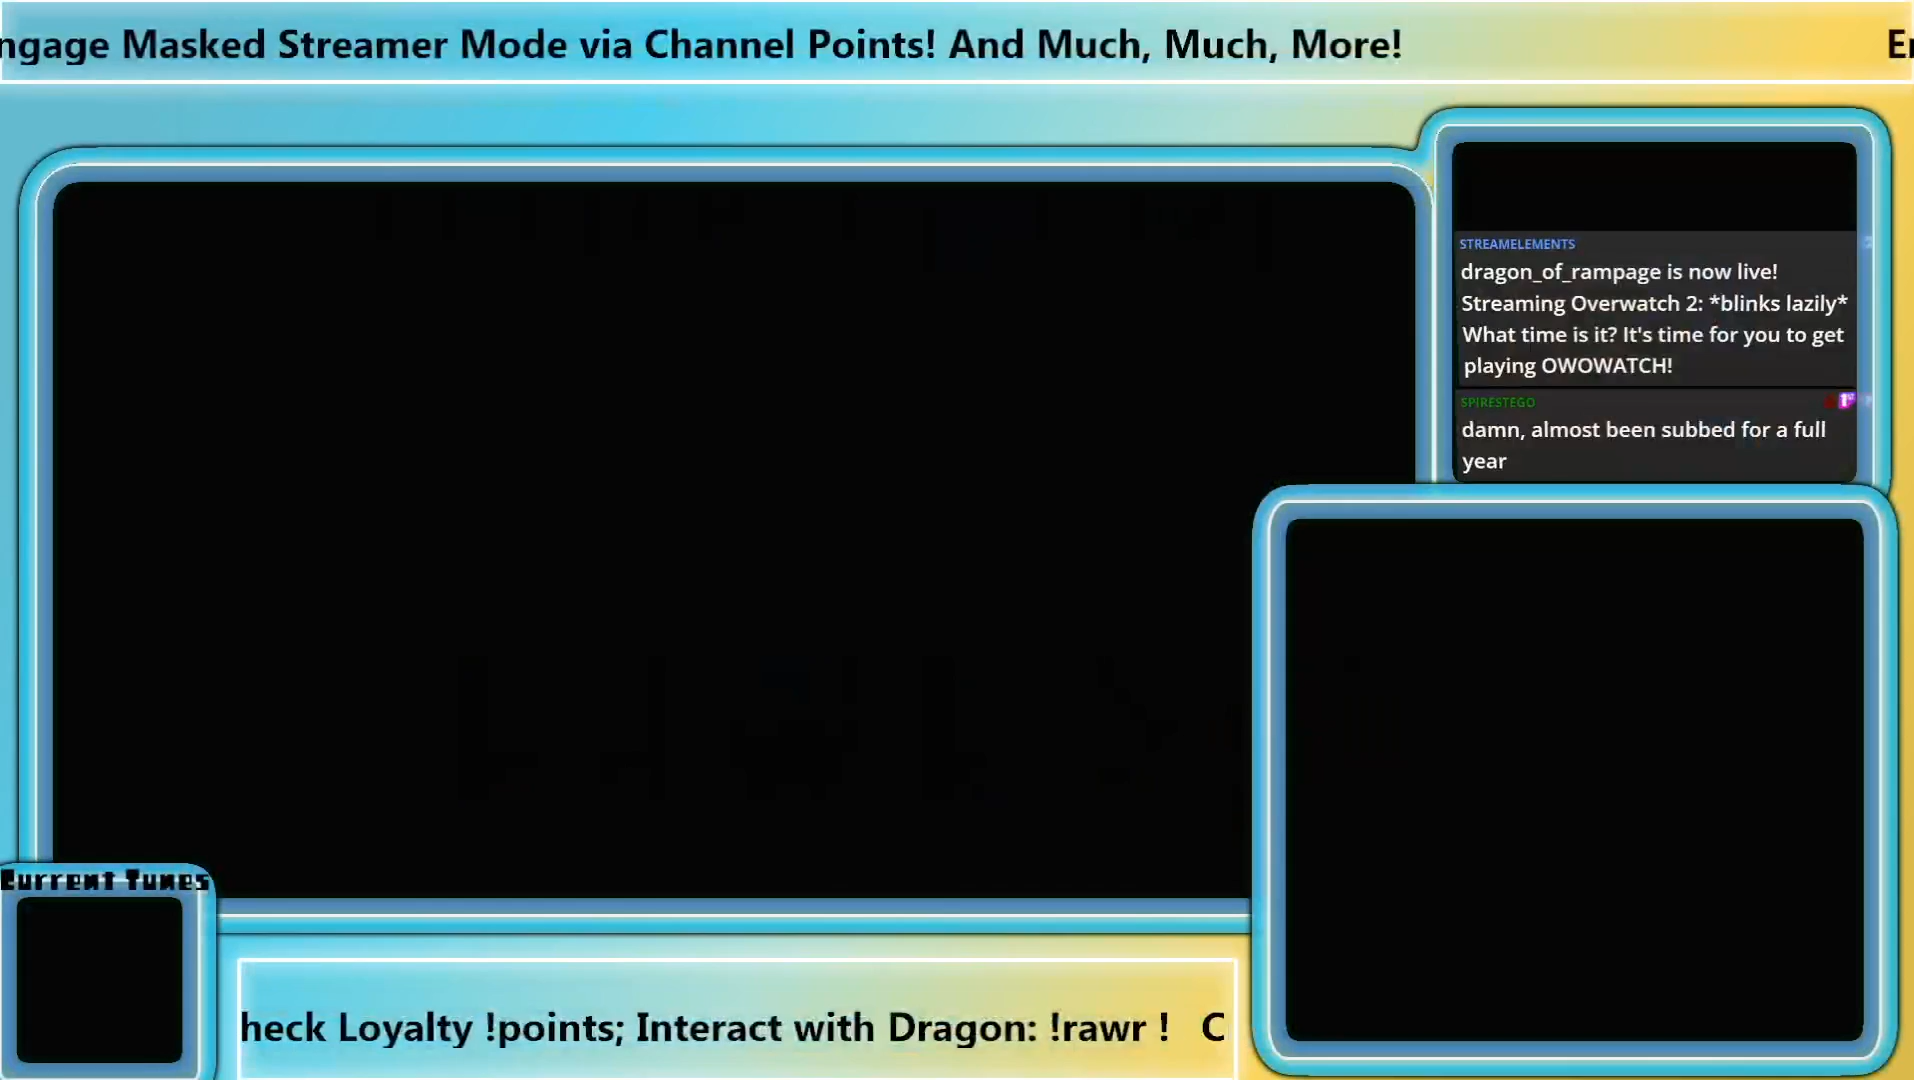 ngage Masked Streamer Mode via Channel Points! And Much, Much, More! En
STREAMELEMENTS
dragon_of_rampage is now live!
Streaming Overwatch 2: *blinks lazily*
What time is it? It's time for you to get
playing OWOWATCH!
SPIRESTEGO
damn, almost been subbed for a full
year
Current Tunes
heck Loyalty !points; Interact with Dragon: !rawr ! C